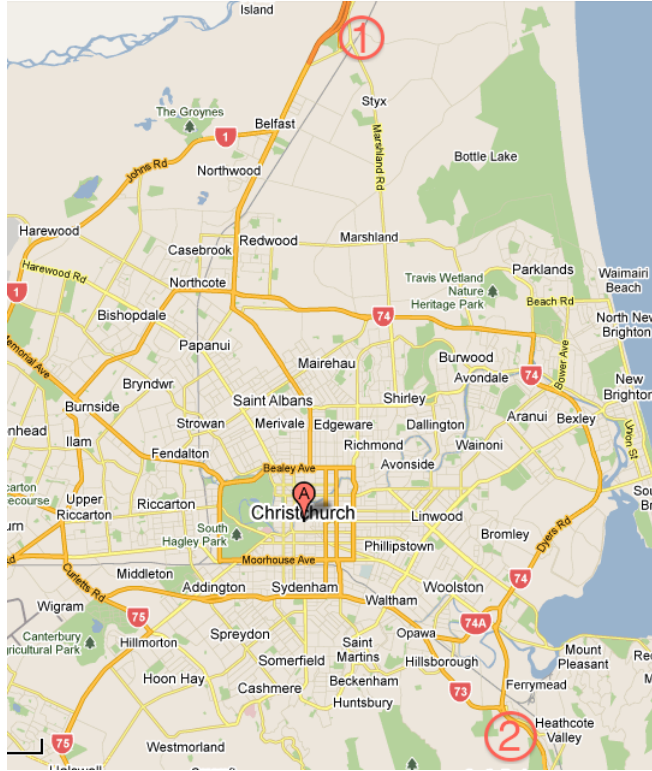 Island
1
Styx
The Groynes
Belfast
1
Marshland Rd
Johns Rd
Northwood
Bottle Lake
Harewood
Casebrook
Redwood
Marshland
Harewood Rd
Northcote
Travis Wetland
Nature
Heritage Park
Parklands
Waimairi
Beach
1
Beach Rd
Bishopdale
74
North New
Brighton
Papanui
Memorial Ave
Mairehau
Burwood
Bower Ave
Avondale
74
New
Brighton
Bryndwr
Saint Albans
Shirley
Burnside
Strowan
Merivale
Edgeware
Dallington
Aranui
Bexley
Union St
Ilam
Richmond
Wainoni
Fendalton
Bealey Ave
Avonside
A
Upper
Riccarton
Riccarton
Christchurch
Linwood
South
Hagley Park
Bromley
Dyers Rd
Phillipstown
Moorhouse Ave
Middleton
Curletts Rd
Addington
Sydenham
Woolston
74
Waltham
Wigram
75
74A
Canterbury
Hillmorton
Spreydon
Saint
Martins
Opawa
Mount
Pleasant
Somerfield
Hillsborough
Hoon Hay
Beckenham
73
Ferrymead
Cashmere
Huntsbury
2
Heathcote
Valley
75
Westmorland